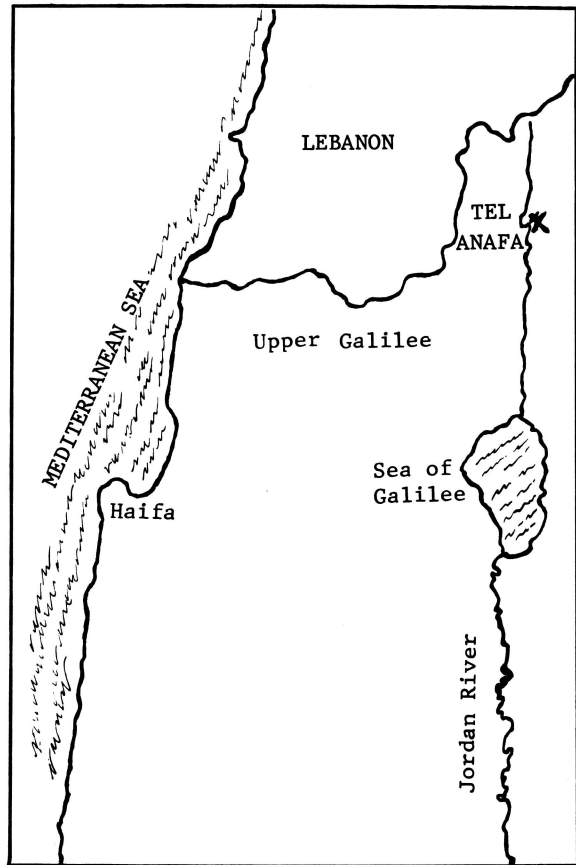 LEBANON
TEL
ANAFA
MEDITERRANEAN SEA
Upper Galilee
Sea of
Galilee
Haifa
Jordan River